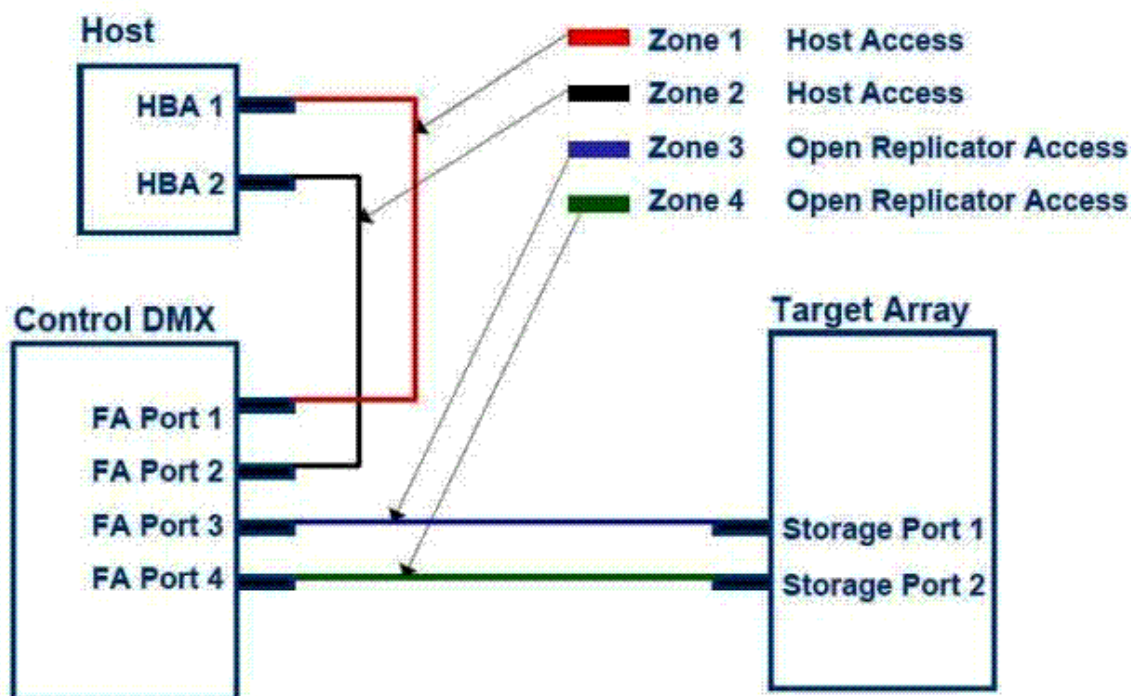 Host
HBA 1
HBA 2
Zone 1 Host Access
Zone 2 Host Access
Zone 3 Open Replicator Access
Zone 4 Open Replicator Access
Control DMX
FA Port 1
FA Port 2
FA Port 3
FA Port 4
Target Array
Storage Port 1
Storage Port 2